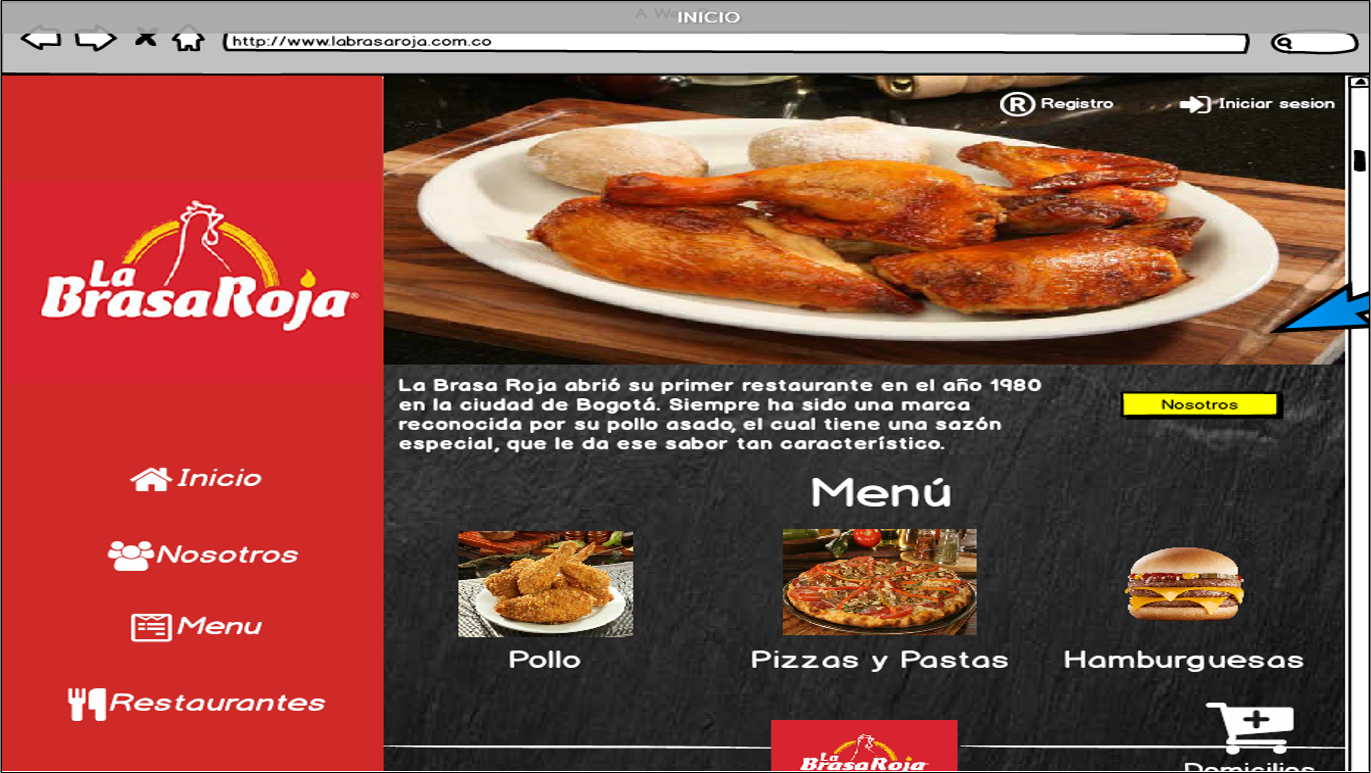 INICIO
http://www.labrasaroja.com.co
R Registro
Iniciar sesion
La
BrasaRoja®
La Brasa Roja abrió su primer restaurante en el año 1980
en la ciudad de Bogotá. Siempre ha sido una marca
reconocida por su pollo asado, el cual tiene una sazón
especial, que le da ese sabor tan característico.
Nosotros
Inicio
Nosotros
Menu
Restaurantes
Menú
Pollo
Pizzas y Pastas
Hamburguesas
La
BrasaRoja
Domicilios